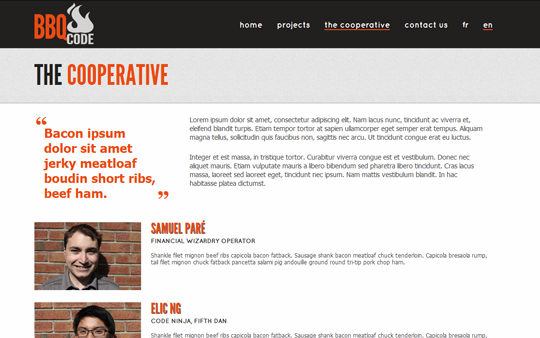 BBQ CODE
home projects the cooperative contact us fr en
THE COOPERATIVE
“Bacon ipsum
dolor sit amet
jerky meatloaf
boudin short ribs,
beef ham.”
Lorem ipsum dolor sit amet, consectetur adipiscing elit. Nam lacus nunc, tincidunt ac viverra et,
eleifend blandit turpis. Etiam tempor tortor at sapien ullamcorper eget semper erat tempus. Aliquam
magna tellus, sollicitudin quis faucibus non, sagittis nec arcu. Ut tincidunt congue erat eu luctus.
Integer et est massa, in tristique tortor. Curabitur viverra congue est et vestibulum. Donec nec
aliquet mauris. Etiam vulputate mauris a libero bibendum sed pharetra libero tincidunt. Cras lacus
massa, laoreet sed laoreet eget, tincidunt nec ipsum. Nam mattis vestibulum blandit. In hac
habitasse platea dictumst.
SAMUEL PARÉ
FINANCIAL WIZARDRY OPERATOR
Shankle filet mignon beef ribs capicola bacon fatback. Sausage shank bacon meatloaf chuck tenderloin. Capicola bresaola rump,
tail filet mignon chuck fatback pancetta salami pig andouille ground round tri-tip pork chop ham.
ELIC NG
CODE NINJA, FIFTH DAN
Shankle filet mignon beef ribs capicola bacon fatback. Sausage shank bacon meatloaf chuck tenderloin. Capicola bresaola rump,